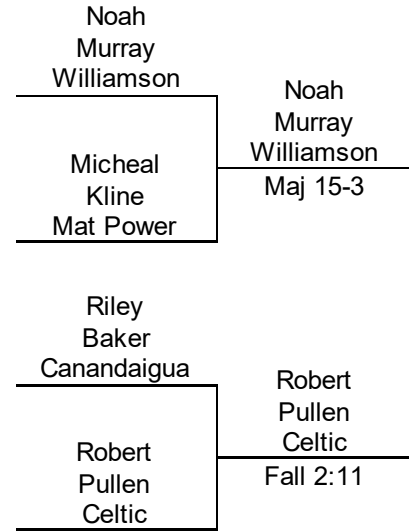 Noah
Murray
Williamson
Noah
Murray
Williamson
Maj 15-3
Micheal
Kline
Mat Power
Riley
Baker
Canandaigua
Robert
Pullen
Celtic
Fall 2:11
Robert
Pullen
Celtic